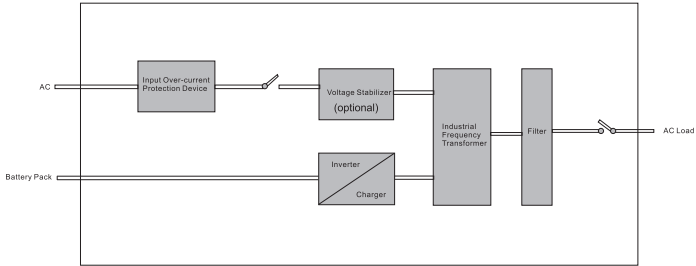 AC
Input Over-current
Protection Device
Voltage Stabilizer
(optional)
Industrial
Frequency
Transformer
Filter
AC Load
Battery Pack
Inverter
Charger